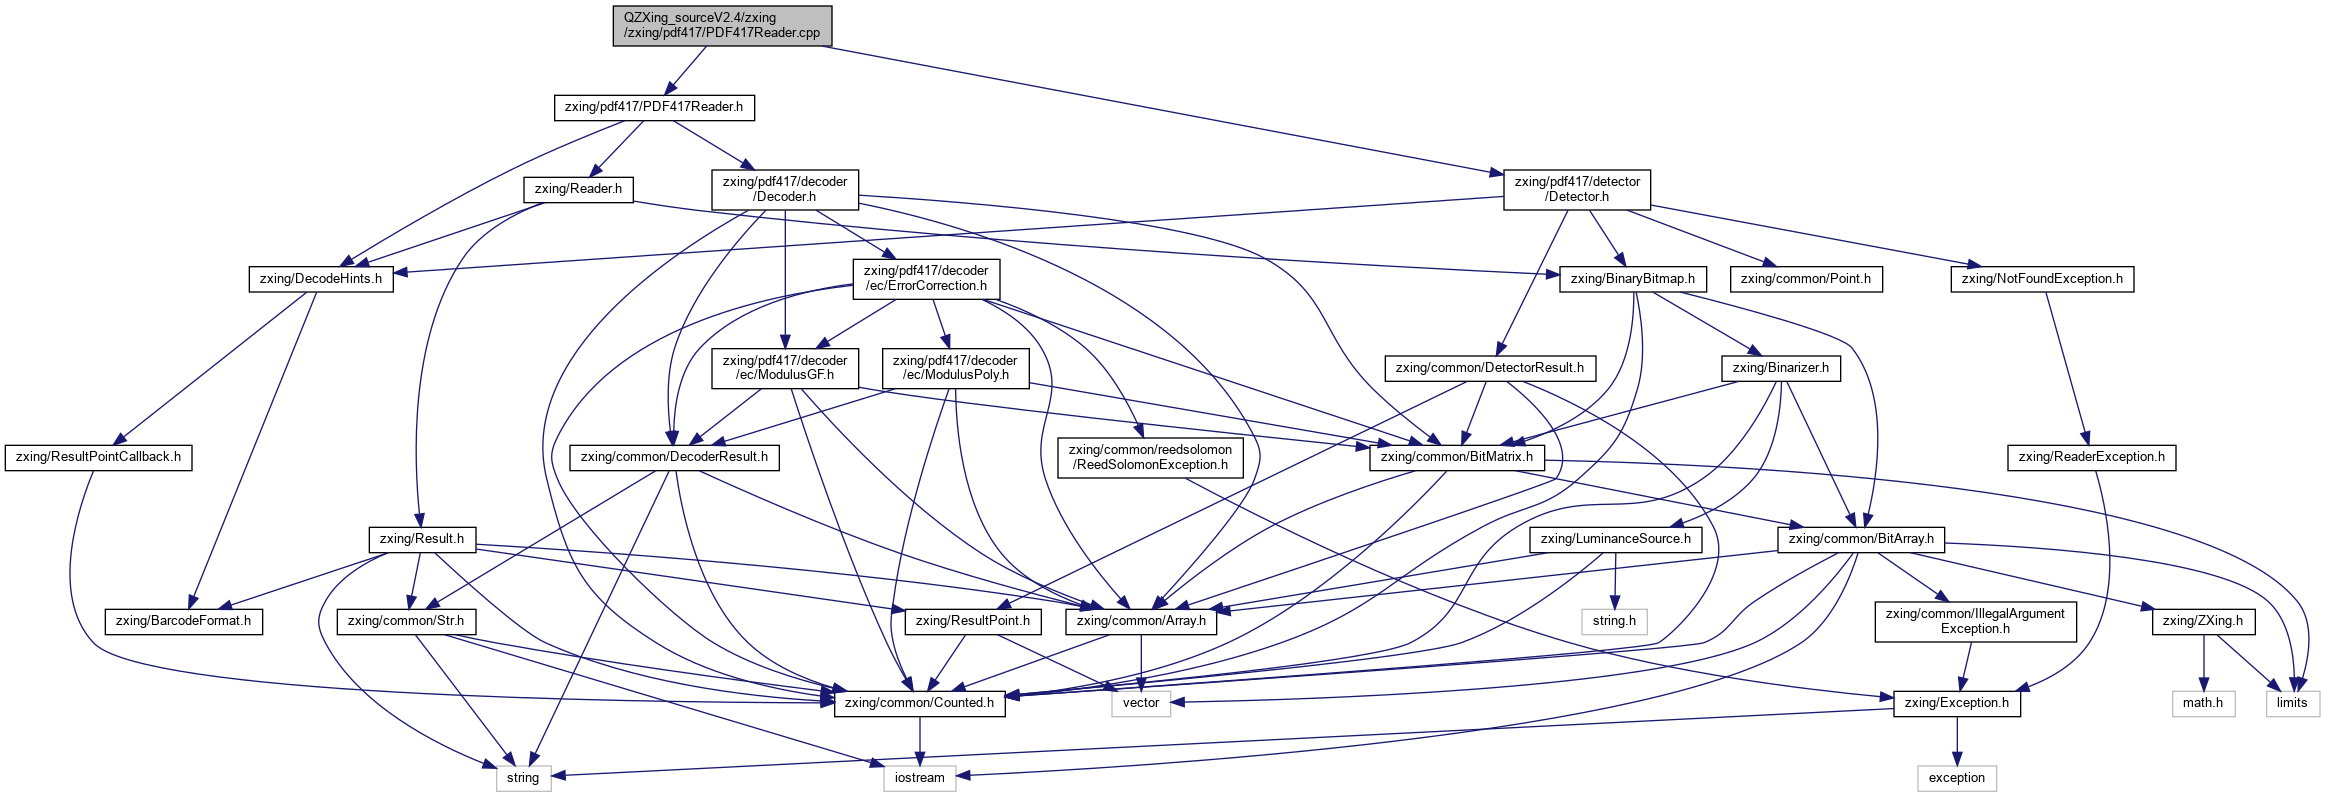 QZXing_sourceV2.4/zxing
/zxing/pdf417/PDF417Reader.cpp
zxing/pdf417/PDF417Reader.h
zxing/Reader.h
zxing/pdf417/decoder
/Decoder.h
zxing/pdf417/detector
/Detector.h
zxing/DecodeHints.h
zxing/pdf417/decoder
/ec/ErrorCorrection.h
zxing/BinaryBitmap.h
zxing/common/Point.h
zxing/NotFoundException.h
zxing/pdf417/decoder
/ec/ModulusGF.h
zxing/pdf417/decoder
/ec/ModulusPoly.h
zxing/common/DetectorResult.h
zxing/Binarizer.h
zxing/ResultPointCallback.h
zxing/common/DecoderResult.h
zxing/common/reedsolomon
/ReedSolomonException.h
zxing/common/BitMatrix.h
zxing/ReaderException.h
zxing/Result.h
zxing/LuminanceSource.h
zxing/common/BitArray.h
zxing/BarcodeFormat.h
zxing/common/Str.h
zxing/ResultPoint.h
zxing/common/Array.h
string.h
zxing/common/IllegalArgument
Exception.h
zxing/ZXing.h
zxing/common/Counted.h
vector
zxing/Exception.h
math.h
limits
string
iostream
exception